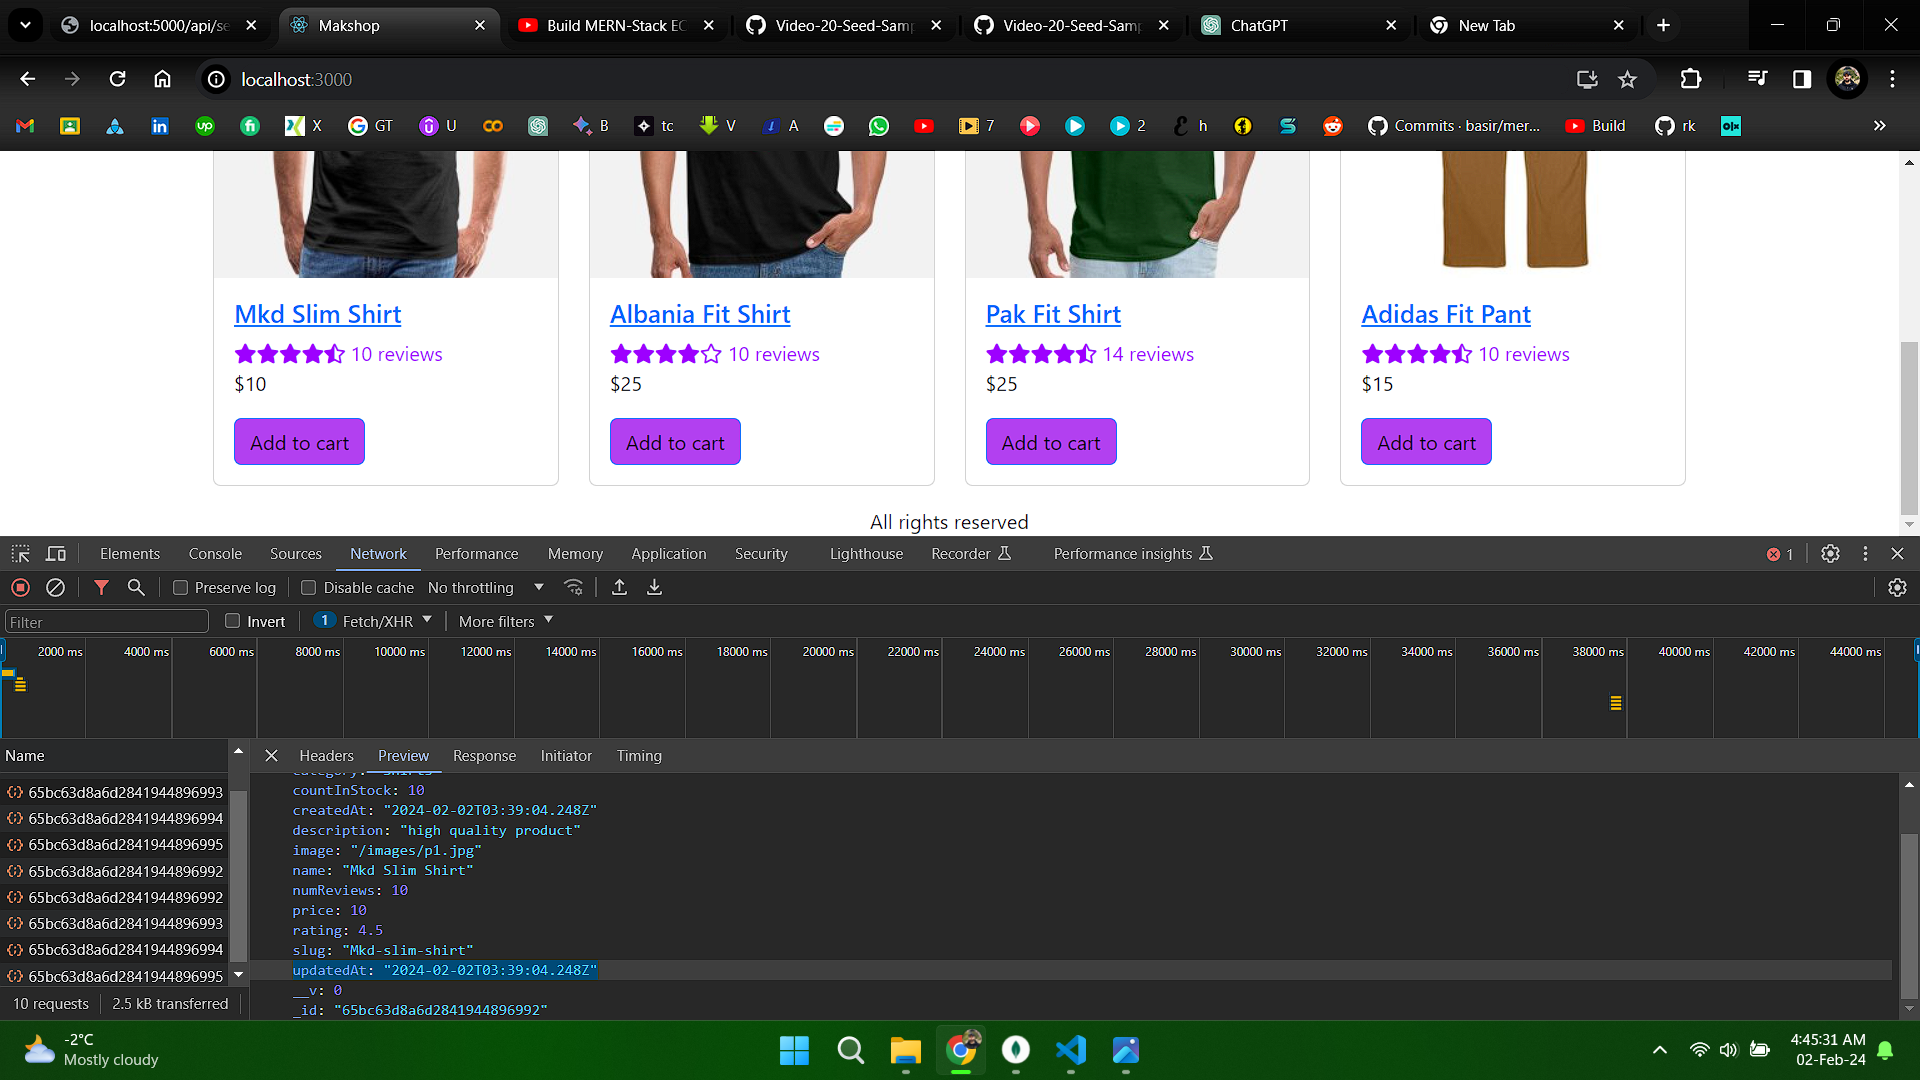 localhost:5000/api/se
Makshop
Build MERN-Stack EC
Video-20-Seed-Samp
Video-20-Seed-Samp
ChatGPT
New Tab
localhost:3000
X
GT
U
B
tc
V
A
7
2
h
Commits · basir/mer...
Build
rk
Mkd Slim Shirt
10 reviews
$10
Add to cart
Albania Fit Shirt
10 reviews
$25
Add to cart
Pak Fit Shirt
14 reviews
$25
Add to cart
Adidas Fit Pant
10 reviews
$15
Add to cart
All rights reserved
Elements Console Sources Network Performance Memory Application Security Lighthouse Recorder Performance insights 1
Preserve log Disable cache No throttling
Filter Invert 1 Fetch/XHR More filters
2000 ms 4000 ms 6000 ms 8000 ms 10000 ms 12000 ms 14000 ms 16000 ms 18000 ms 20000 ms 22000 ms 24000 ms 26000 ms 28000 ms 30000 ms 32000 ms 34000 ms 36000 ms 38000 ms 40000 ms 42000 ms 44000 ms
Name
65bc63d8a6d2841944896993
65bc63d8a6d2841944896994
65bc63d8a6d2841944896995
65bc63d8a6d2841944896992
65bc63d8a6d2841944896992
65bc63d8a6d2841944896993
65bc63d8a6d2841944896994
65bc63d8a6d2841944896995
10 requests 2.5 kB transferred
Headers Preview Response Initiator Timing
category: "Shirts"
countInStock: 10
createdAt: "2024-02-02T03:39:04.248Z"
description: "high quality product"
image: "/images/p1.jpg"
name: "Mkd Slim Shirt"
numReviews: 10
price: 10
rating: 4.5
slug: "Mkd-slim-shirt"
updatedAt: "2024-02-02T03:39:04.248Z"
__v: 0
_id: "65bc63d8a6d2841944896992"
-2°C
Mostly cloudy
4:45:31 AM
02-Feb-24